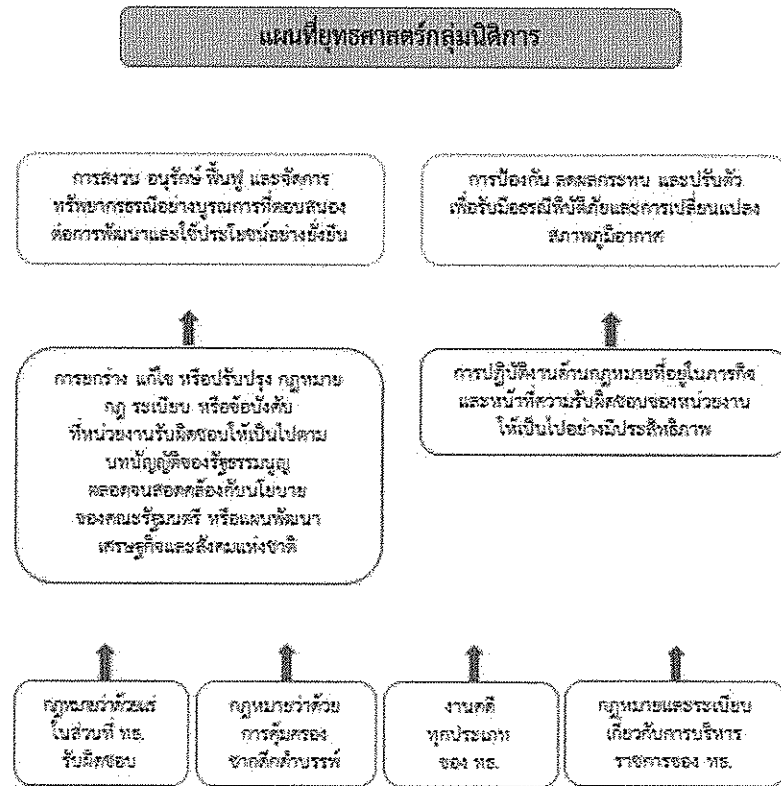 แผนที่ยุทธศาสตร์กลุ่มนิติการ
การสงวน อนุรักษ์ ฟื้นฟู และจัดการ
ทรัพยากรธรณีอย่างบูรณการที่ตอบสนอง
ต่อการพัฒนาและใช้ประโยชน์อย่างยั่งยืน
การป้องกัน ลดผลกระทบ และปรับตัว
เพื่อรับมือธรณีพิบัติภัยและการเปลี่ยนแปลง
สภาพภูมิอากาศ
การยกร่าง แก้ไข หรือปรับปรุง กฎหมาย
กฎ ระเบียบ หรือข้อบังคับ
ที่หน่วยงานรับผิดชอบให้เป็นไปตาม
บทบัญญัติของรัฐธรรมนูญ
ตลอดจนสอดคล้องกับนโยบาย
ของคณะรัฐมนตรี หรือแผนพัฒนา
เศรษฐกิจและสังคมแห่งชาติ
การปฏิบัติงานด้านกฎหมายที่อยู่ในภารกิจ
และหน้าที่ความรับผิดชอบของหน่วยงาน
ให้เป็นไปอย่างมีประสิทธิภาพ
กฎหมายว่าด้วยแร่
ในส่วนที่ ทธ.
รับผิดชอบ
กฎหมายว่าด้วย
การคุ้มครอง
ซากดึกดำบรรพ์
งานคดี
ทุกประเภท
ของ ทธ.
กฎหมายและระเบียบ
เกี่ยวกับการบริหาร
ราชการของ ทธ.